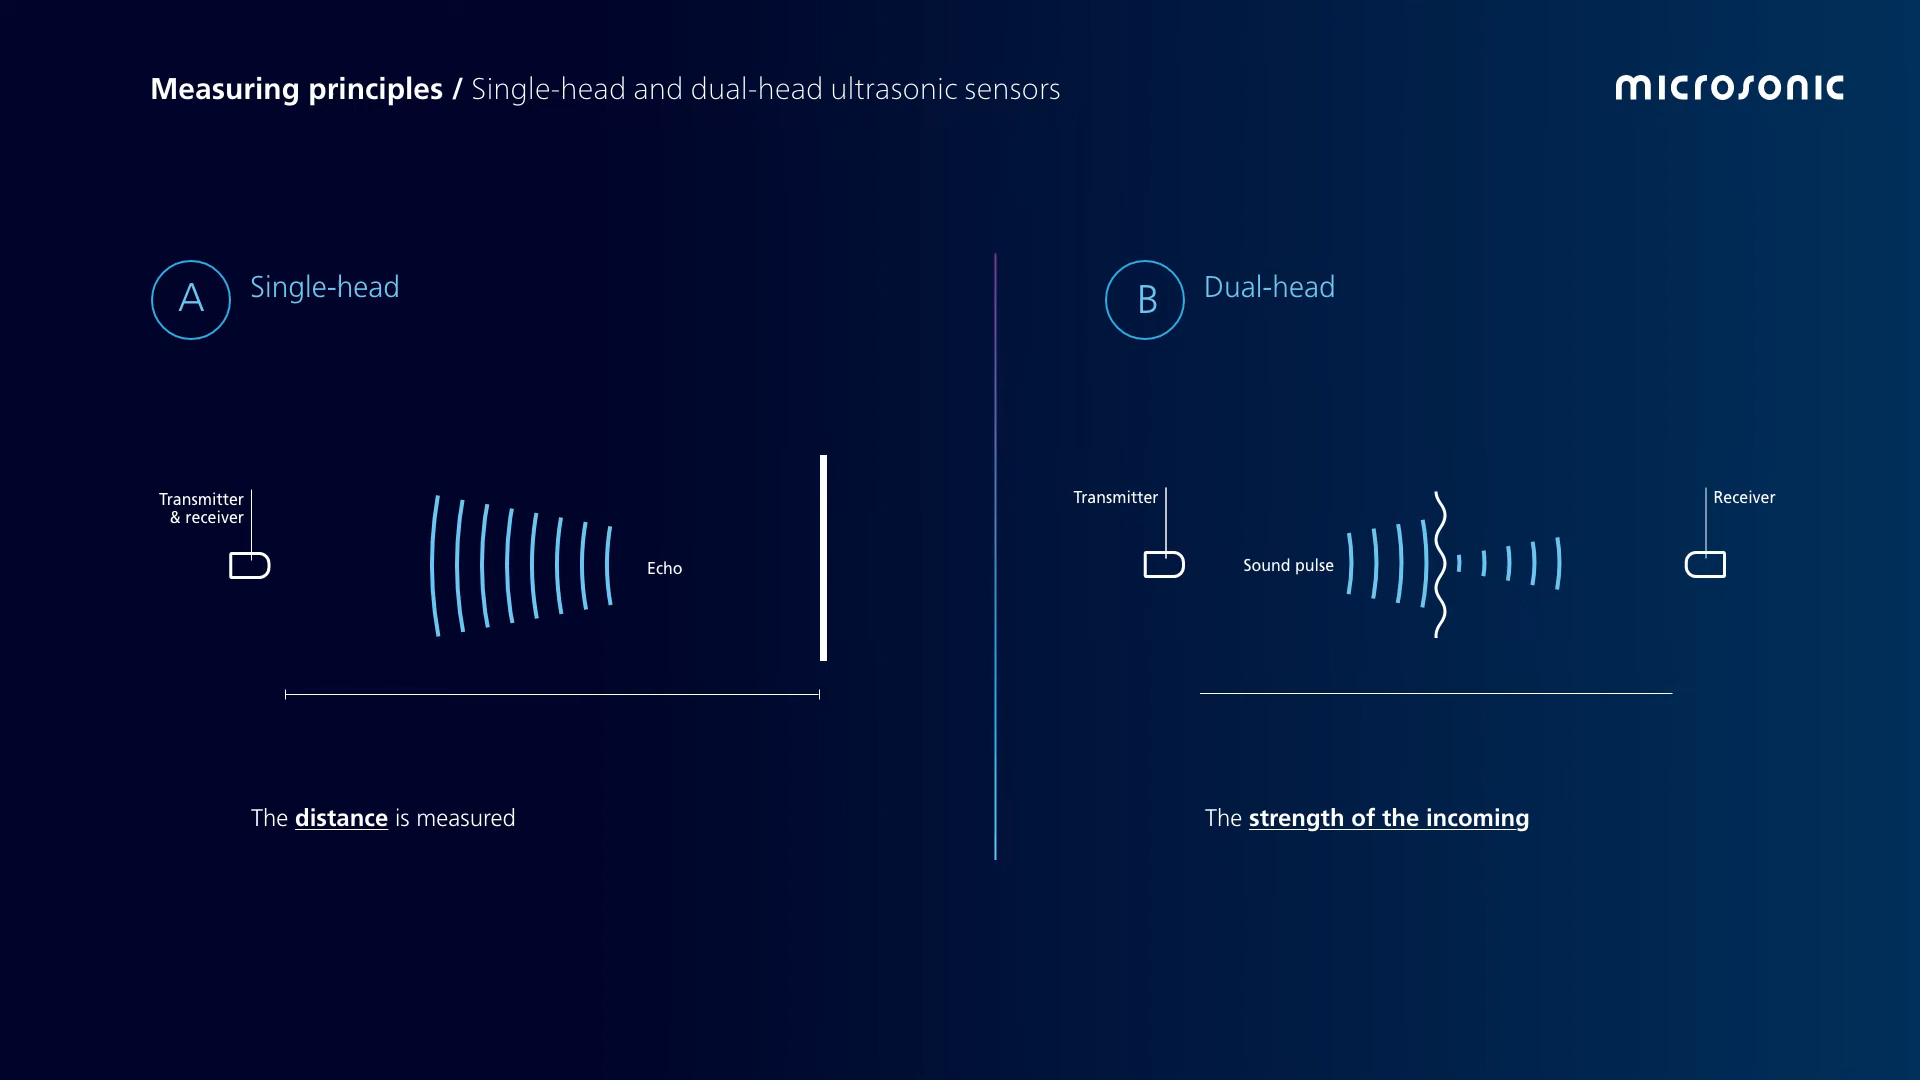 Measuring principles / Single-head and dual-head ultrasonic sensors
microsonic
A
Single-head
B
Dual-head
Transmitter
& receiver
Echo
Transmitter
Sound pulse
Receiver
The distance is measured
The strength of the incoming